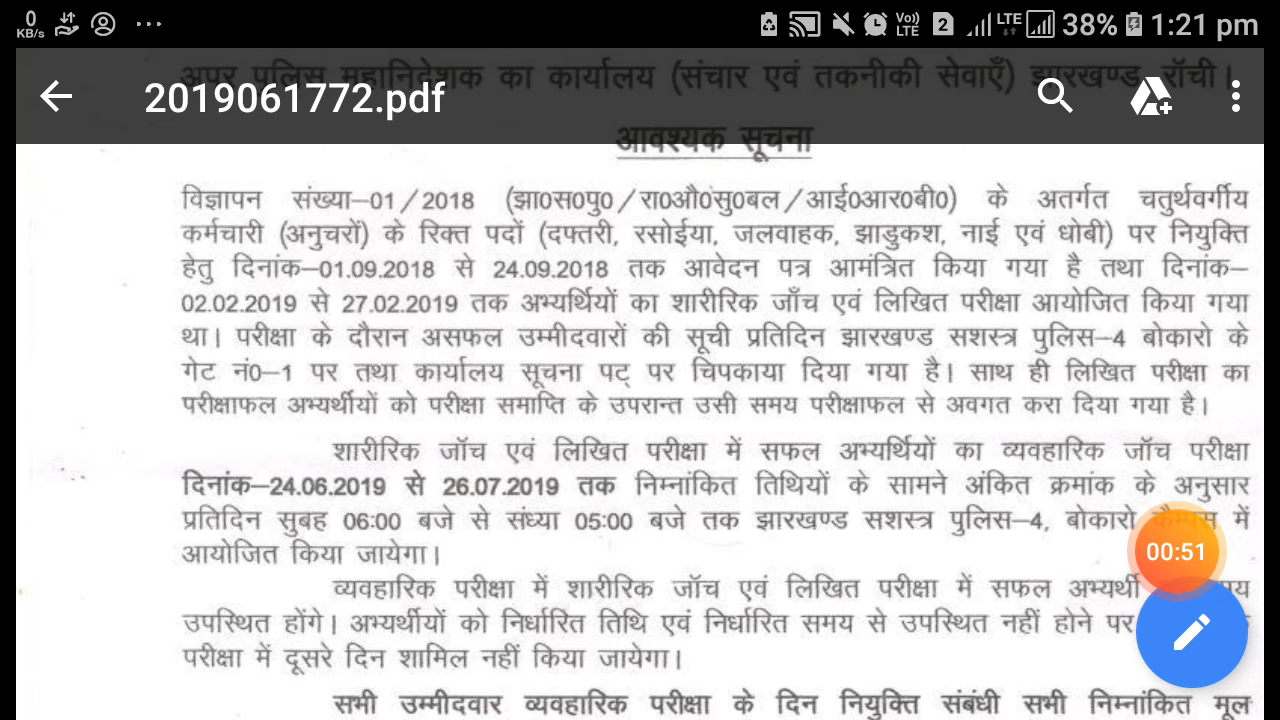 0
KB/s
Vo))
LTE
2
LTE
38%
1:21 pm
अपर पुलिस महानिदेशक का कार्यालय (संचार एवं तकनीकी सेवाएँ) झारखण्ड, रॉची।
2019061772.pdf
आवश्यक सूचना
विज्ञापन संख्या–01/2018 (झा0स0पु0/रा0औ0सु0बल/आई0आर0बी0) के अतर्गत चतुर्थवर्गीय
कर्मचारी (अनुचरों) के रिक्त पदों (दफ्तरी, रसोईया, जलवाहक, झाडुकश, नाई एवं धोबी) पर नियुक्ति
हेतु दिनांक–01.09.2018 से 24.09.2018 तक आवेदन पत्र आमंत्रित किया गया है तथा दिनांक–
02.02.2019 से 27.02.2019 तक अभ्यर्थियों का शारीरिक जाँच एवं लिखित परीक्षा आयोजित किया गया
था। परीक्षा के दौरान असफल उम्मीदवारों की सूची प्रतिदिन झारखण्ड सशस्त्र पुलिस–4 बोकारो के
गेट नं0–1 पर तथा कार्यालय सूचना पट् पर चिपकाया दिया गया है। साथ ही लिखित परीक्षा का
परीक्षाफल अभ्यर्थीयों को परीक्षा समाप्ति के उपरान्त उसी समय परीक्षाफल से अवगत करा दिया गया है।
शारीरिक जॉच एवं लिखित परीक्षा में सफल अभ्यर्थियों का व्यवहारिक जॉच परीक्षा
दिनांक–24.06.2019 से 26.07.2019 तक निम्नांकित तिथियों के सामने अंकित क्रमांक के अनुसार
प्रतिदिन सुबह 06:00 बजे से संध्या 05:00 बजे तक झारखण्ड सशस्त्र पुलिस–4, बोकारो कैम्पस में
आयोजित किया जायेगा।
00:51
व्यवहारिक परीक्षा में शारीरिक जॉच एवं लिखित परीक्षा में सफल अभ्यर्थी
उपस्थित होंगे। अभ्यर्थीयों को निर्धारित तिथि एवं निर्धारित समय से उपस्थित नहीं होने पर
परीक्षा में दूसरे दिन शामिल नहीं किया जायेगा।
सभी उम्मीदवार व्यवहारिक परीक्षा के दिन नियुक्ति संबंधी सभी निम्नांकित मूल